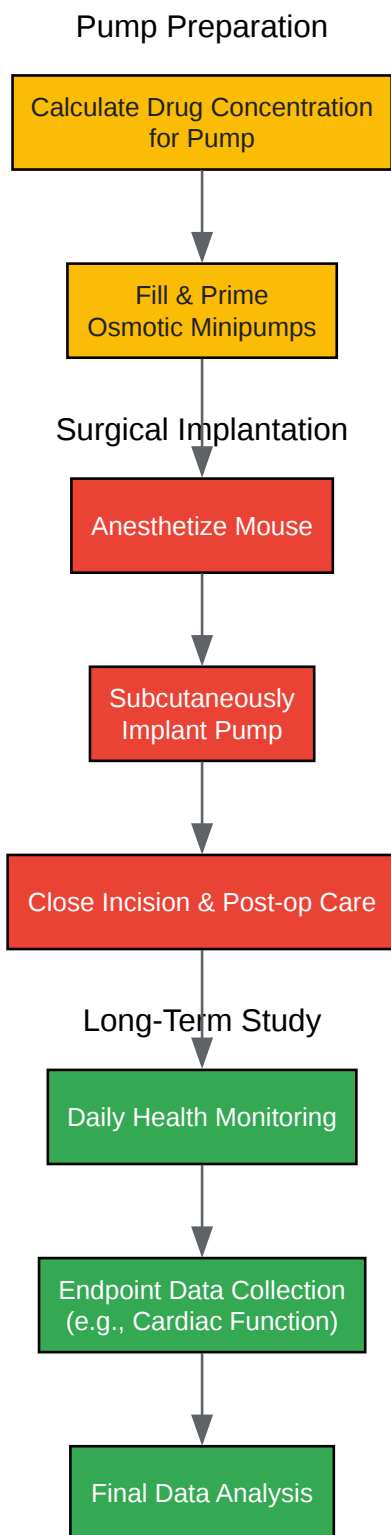 Pump Preparation
Calculate Drug Concentration
for Pump
Fill & Prime
Osmotic Minipumps
Surgical Implantation
Anesthetize Mouse
Subcutaneously
Implant Pump
Close Incision & Post-op Care
Long-Term Study
Daily Health Monitoring
Endpoint Data Collection
(e.g., Cardiac Function)
Final Data Analysis